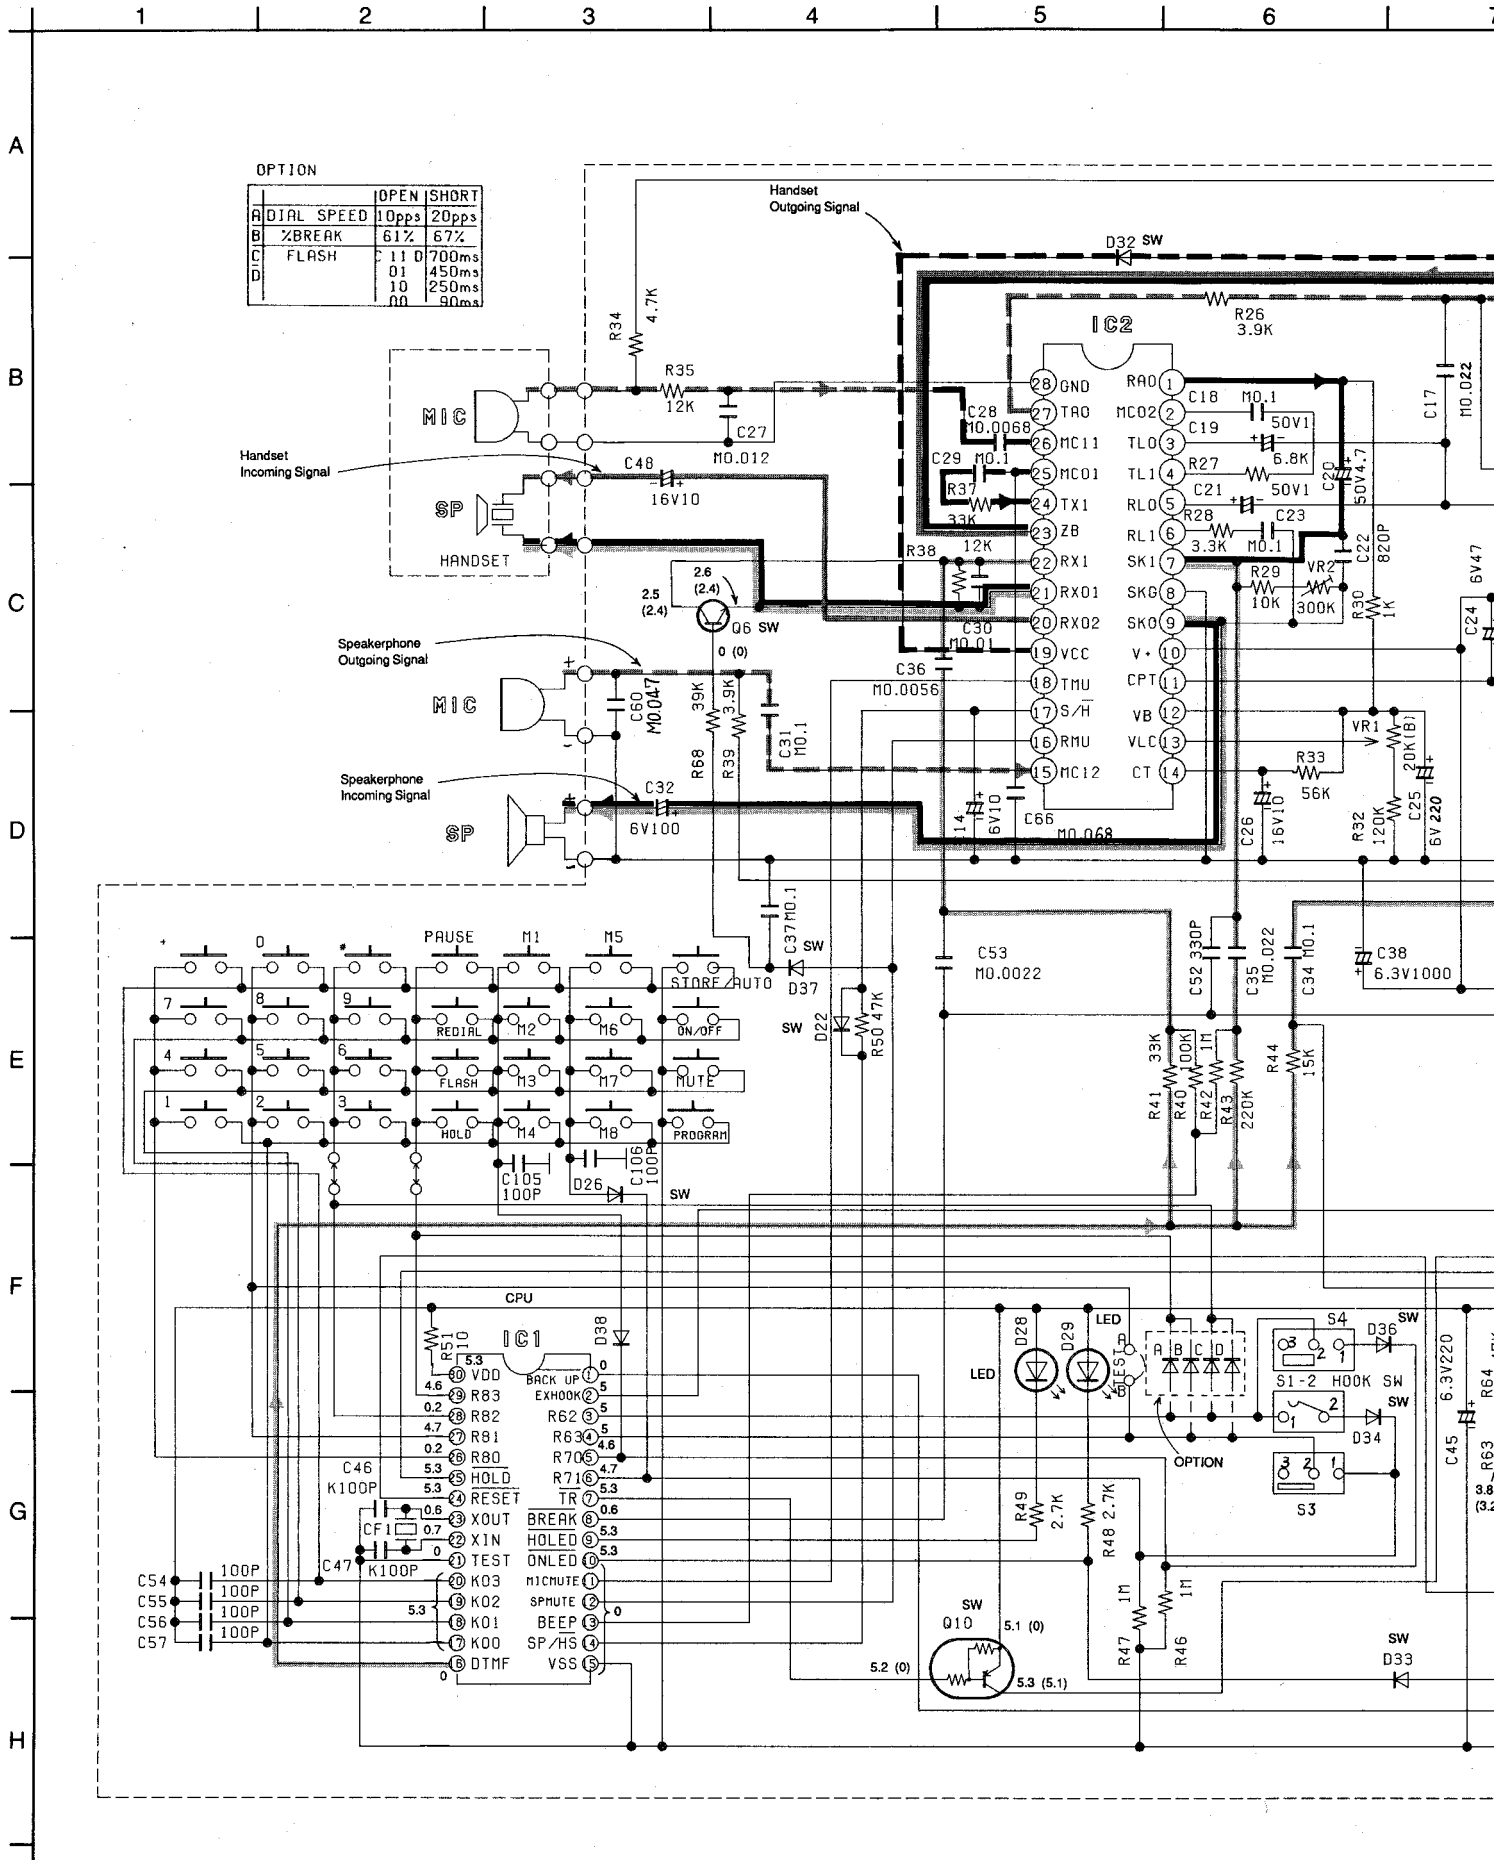 1 2 3 4 5 6 7
A
OPTION
OPEN SHORT
A DIAL SPEED 10pps 20pps
B %BREAK 61% 67%
C FLASH C 11 D 700ms
D 01 450ms
10 250ms
00 90ms
Handset
Outgoing Signal
D32 SW
R34 4.7K
R26
3.9K
IC2
C17 M0.022
B
MIC
R35
12K
C27
M0.012
C28
M0.0068
C29 M0.1
R37
33K
28 GND
27 TAO
26 MC11
25 MCO1
24 TX1
23 ZB
22 RX1
21 RXO1
20 RXO2
19 VCC
18 TMU
17 S/H
16 RMU
15 MC12
RAO 1
MCO2 2
TLO 3
TL1 4
RLO 5
RL1 6
SK1 7
SKG 8
SKO 9
V+ 10
CPT 11
VB 12
VLC 13
CT 14
C18 M0.1
C19 50V1
R27 6.8K
C21 50V1
C20 50V4.7
R28
3.3K
C23
M0.1
C22 820P
R29
10K
VR2
300K
R30 1K
6V47
C24
Handset
Incoming Signal
C48
- +
16V10
SP
HANDSET
C
R38 12K
2.6
(2.4)
2.5
(2.4)
Q6 SW
0 (0)
C30
M0.01
C36
M0.0056
Speakerphone
Outgoing Signal
MIC
+
-
C60
M0.047
R68 39K
R39 3.9K
C31
M0.1
Speakerphone
Incoming Signal
C32
6V100
SP
+
-
D
C14 6V10
C66
M0.068
R33
56K
C26 16V10
VR1
20K(B)
R32 120K
C25 6V220
C37 M0.1
SW
D37
C53
M0.0022
C52 330P
C35 M0.022
C34 M0.1
C38
6.3V1000
* 0 # PAUSE M1 M5 STORE/AUTO
7 8 9 REDIAL M2 M6 ON/OFF
4 5 6 FLASH M3 M7 MUTE
1 2 3 HOLD M4 M8 PROGRAM
E
SW
D22
R50 47K
R41 33K
R40 100K
R42 1M
R43 220K
R44 15K
C105
100P
D26
SW
C106
100P
F
CPU
R51
10
IC1
D38
5.3
30 VDD
4.6
29 R83
0.2
28 R82
4.7
27 R81
0.2
26 R80
5.3
25 HOLD
5.3
24 RESET
0.6
23 XOUT
0.7
22 XIN
0
21 TEST
20 K03
19 K02
5.3
18 K01
17 K00
16 DTMF
0
0
BACK UP 1
EXHOOK 2 5
R62 3 5
R63 4 5
R70 5 4.6
R71 6 4.7
TR 7 5.3
BREAK 8 0.6
HOLED 9 5.3
ONLED 10 5.3
MICMUTE 11
SPMUTE 12
0
BEEP 13
SP/HS 14
VSS 15
D28
LED
D29
LED
TEST A B
A B C D
OPTION
S4
3 2 1
D36 SW
S1-2 HOOK SW
1 2
SW
D34
3 2 1
S3
6.3V220
C45
R64 47K
R63
3.8
G
C46
K100P
CF1
C47 K100P
C54 100P
C55 100P
C56 100P
C57 100P
R49 2.7K
R48 2.7K
R47 1M
R46 1M
SW
Q10
5.1 (0)
5.2 (0)
5.3 (5.1)
SW
D33
H